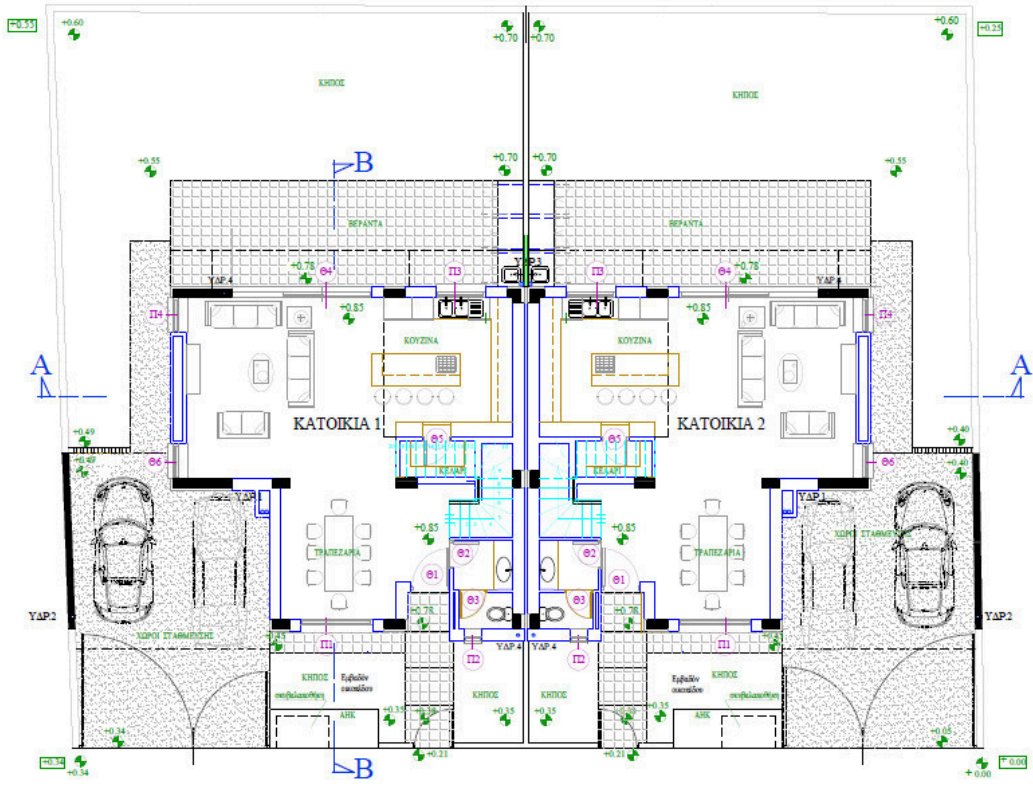 +0.55
+0.60
+0.70
+0.70
+0.60
+0.25
ΚΗΠΟΣ
ΚΗΠΟΣ
+0.55
B
+0.70
+0.70
+0.55
ΒΕΡΑΝΤΑ
ΒΕΡΑΝΤΑ
ΥΔΡ.4
+0.78
Θ4
Π3
ΥΔΡ.3
Π3
Θ4
+0.78
ΥΔΡ.4
Π4
+0.85
+0.85
Π4
ΚΟΥΖΙΝΑ
ΚΟΥΖΙΝΑ
A
A
ΚΑΤΟΙΚΙΑ 1
ΚΑΤΟΙΚΙΑ 2
+0.49
Θ5
Θ5
+0.40
+0.49
Θ6
ΚΕΛΑΡΙ
ΚΕΛΑΡΙ
Θ6
+0.40
ΥΔΡ.1
ΥΔΡ.1
+0.85
+0.85
ΧΩΡΟΙ ΣΤΑΘΜΕΥΣΗΣ
ΤΡΑΠΕΖΑΡΙΑ
Θ2
Θ2
ΤΡΑΠΕΖΑΡΙΑ
Θ1
Θ1
Θ3
Θ3
ΥΔΡ.2
+0.78
+0.78
ΥΔΡ.2
ΧΩΡΟΙ ΣΤΑΘΜΕΥΣΗΣ
+0.45
Π1
ΥΔΡ.4
ΥΔΡ.4
Π1
+0.45
Π2
Π2
ΚΗΠΟΣ
Εμβαδόν
οικοπέδου
Εμβαδόν
οικοπέδου
ΚΗΠΟΣ
σκυβαλαποθήκη
ΚΗΠΟΣ
ΚΗΠΟΣ
σκυβαλαποθήκη
ΑΗΚ
+0.35
+0.35
+0.35
+0.35
ΑΗΚ
+0.34
+0.21
+0.21
+0.05
+0.34
+0.34
B
+0.00
+0.00